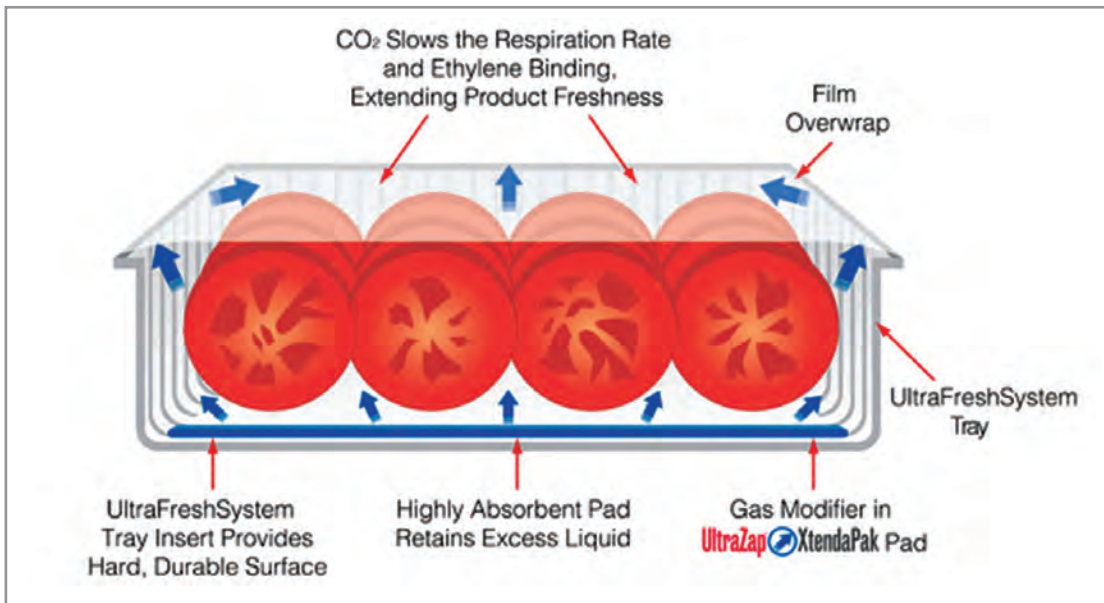 CO₂ Slows the Respiration Rate
and Ethylene Binding,
Extending Product Freshness
Film
Overwrap
UltraFreshSystem
Tray
UltraFreshSystem
Tray Insert Provides
Hard, Durable Surface
Highly Absorbent Pad
Retains Excess Liquid
Gas Modifier in
UltraZap XtendaPak Pad